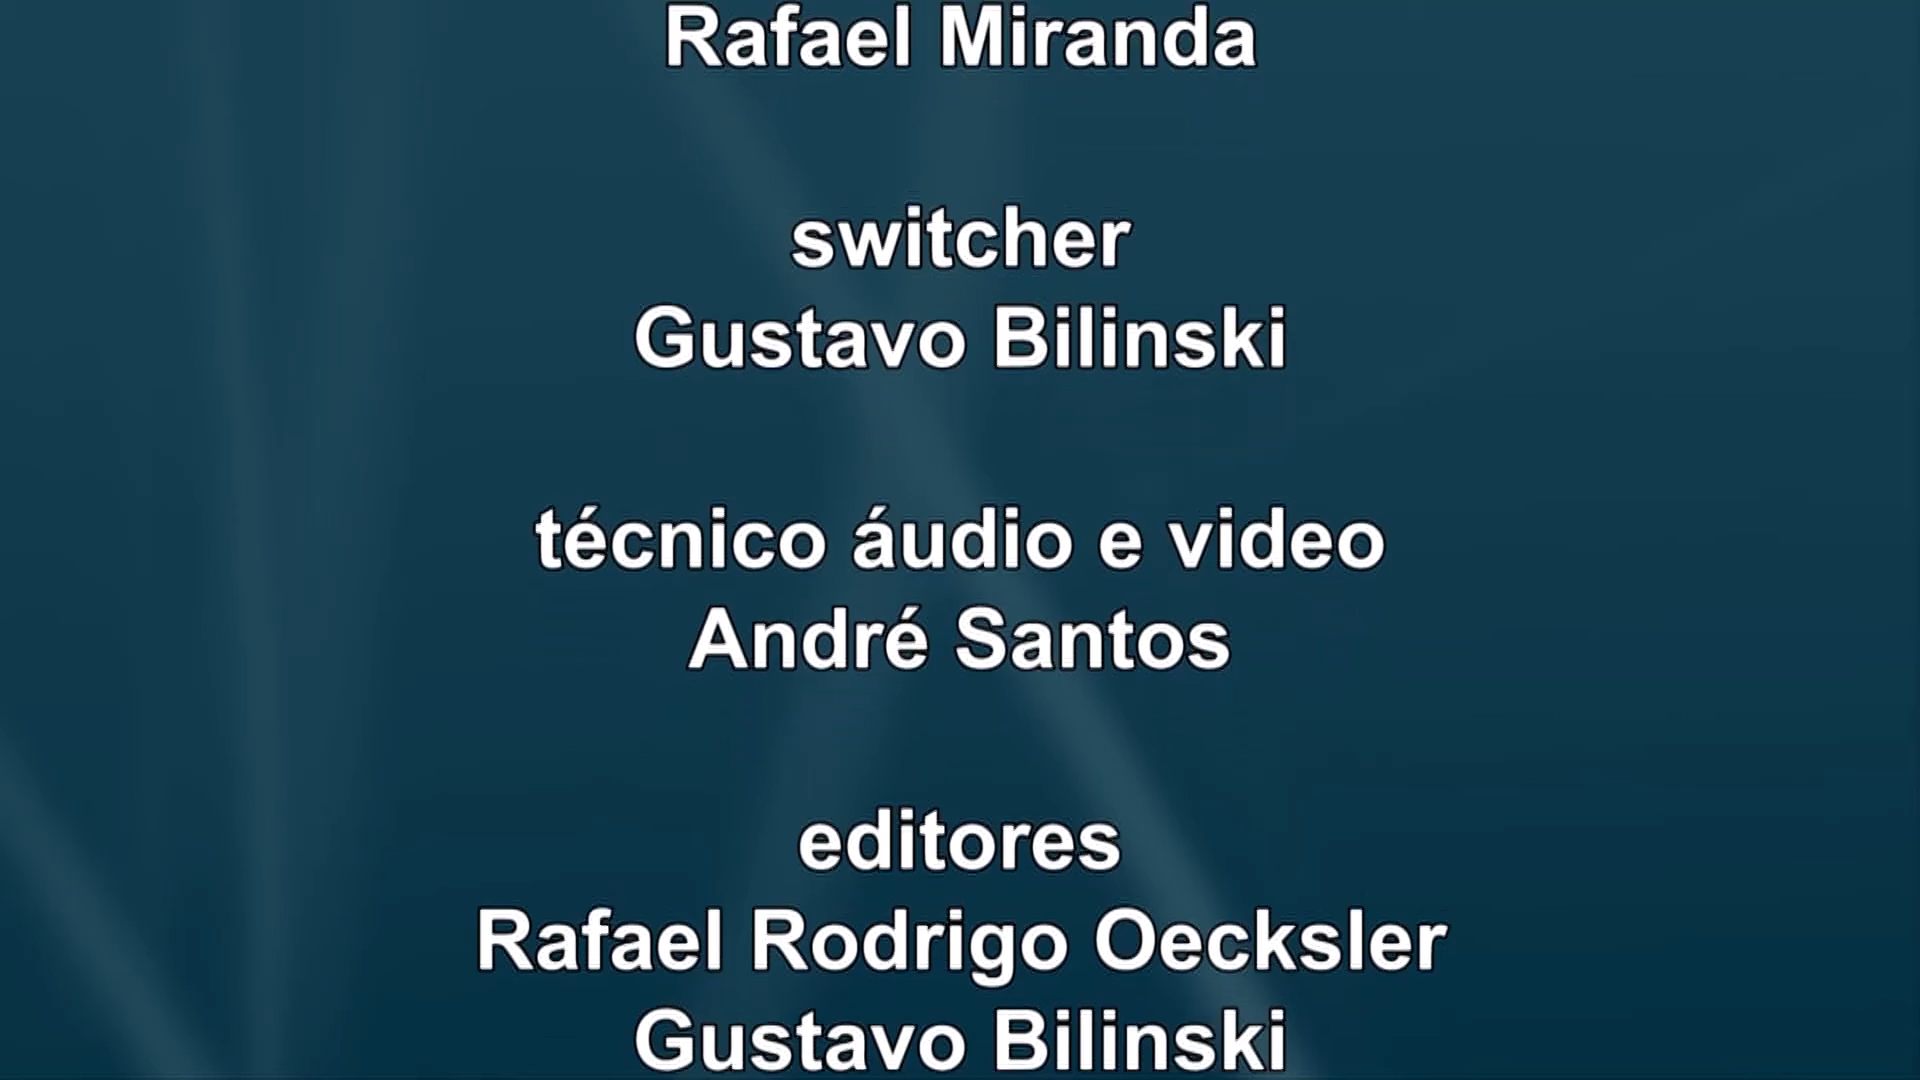 Rafael Miranda
switcher
Gustavo Bilinski
técnico áudio e video
André Santos
editores
Rafael Rodrigo Oecksler
Gustavo Bilinski